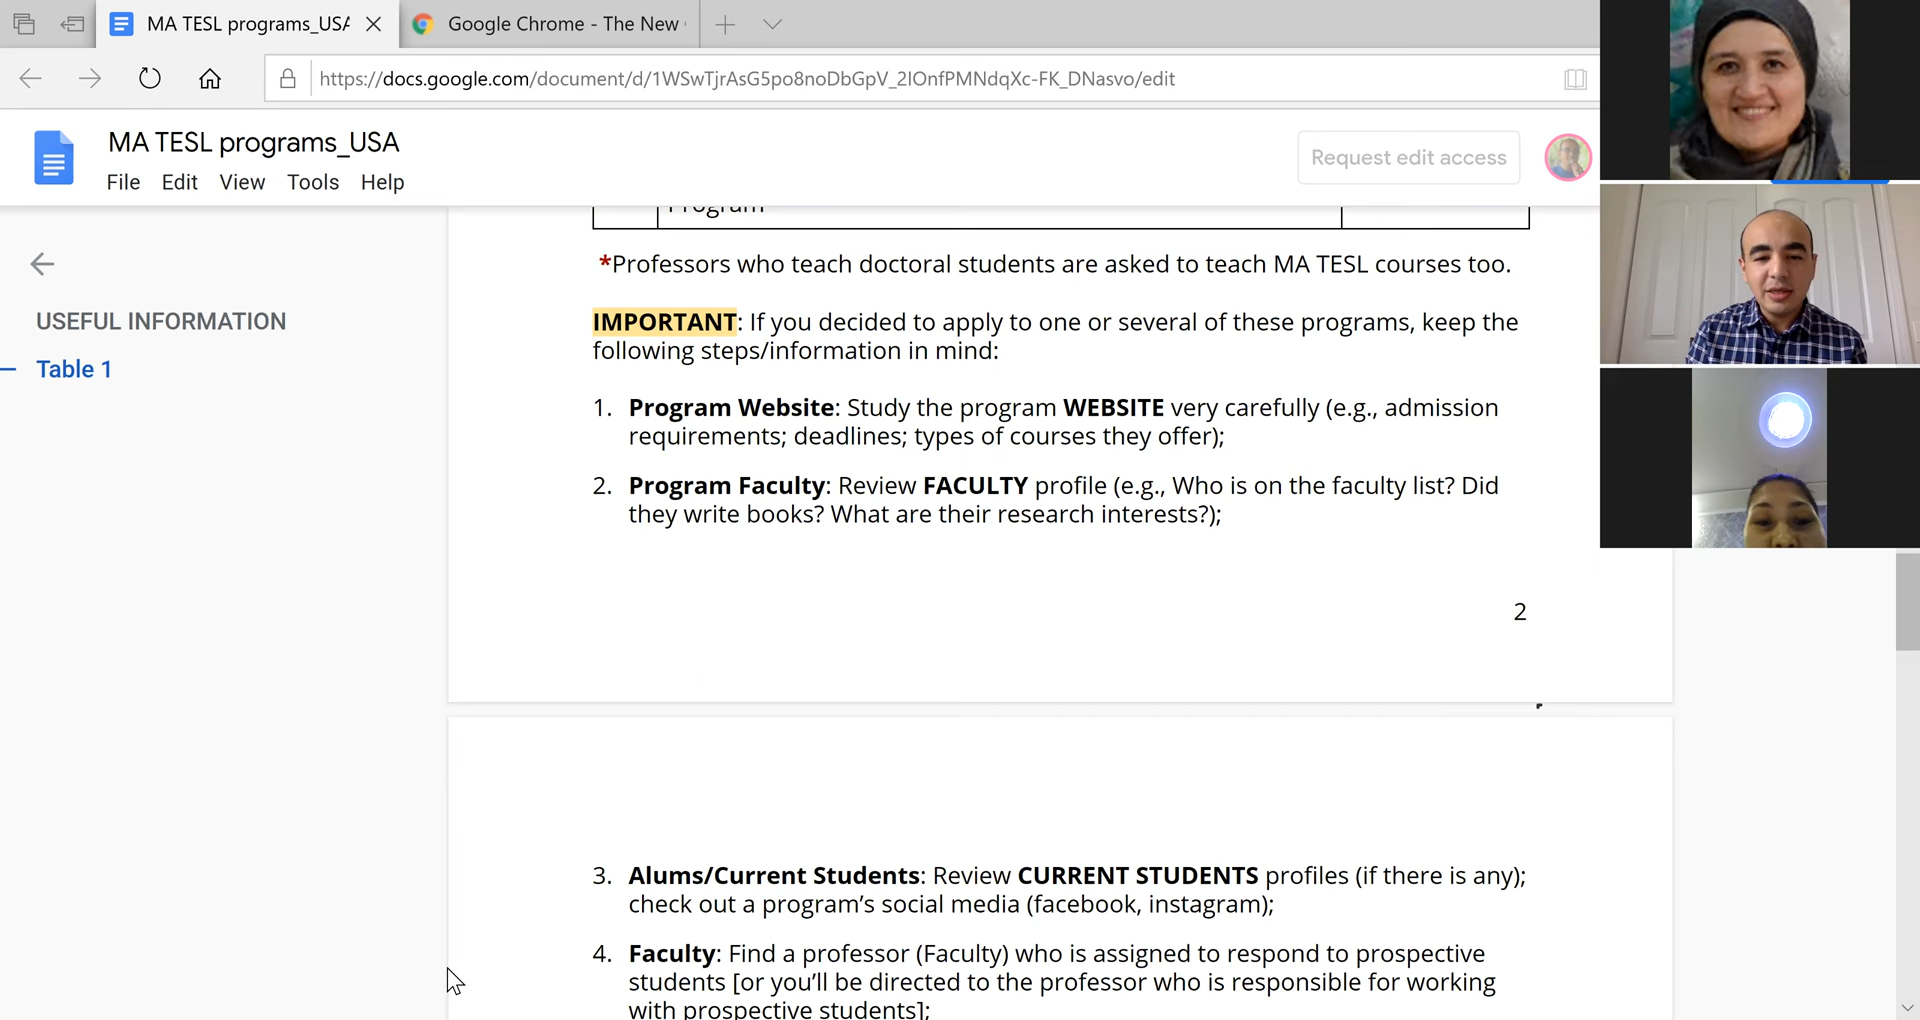 MA TESL programs_USA
Google Chrome - The New
https://docs.google.com/document/d/1WSwTjrAsG5po8noDbGpV_2IOnfPMNdqXc-FK_DNasvo/edit
MA TESL programs_USA
Request edit access
File Edit View Tools Help
Program
*Professors who teach doctoral students are asked to teach MA TESL courses too.
USEFUL INFORMATION
Table 1
IMPORTANT: If you decided to apply to one or several of these programs, keep the
following steps/information in mind:
1. Program Website: Study the program WEBSITE very carefully (e.g., admission
requirements; deadlines; types of courses they offer);
2. Program Faculty: Review FACULTY profile (e.g., Who is on the faculty list? Did
they write books? What are their research interests?);
2
3. Alums/Current Students: Review CURRENT STUDENTS profiles (if there is any);
check out a program’s social media (facebook, instagram);
4. Faculty: Find a professor (Faculty) who is assigned to respond to prospective
students [or you’ll be directed to the professor who is responsible for working
with prospective students];